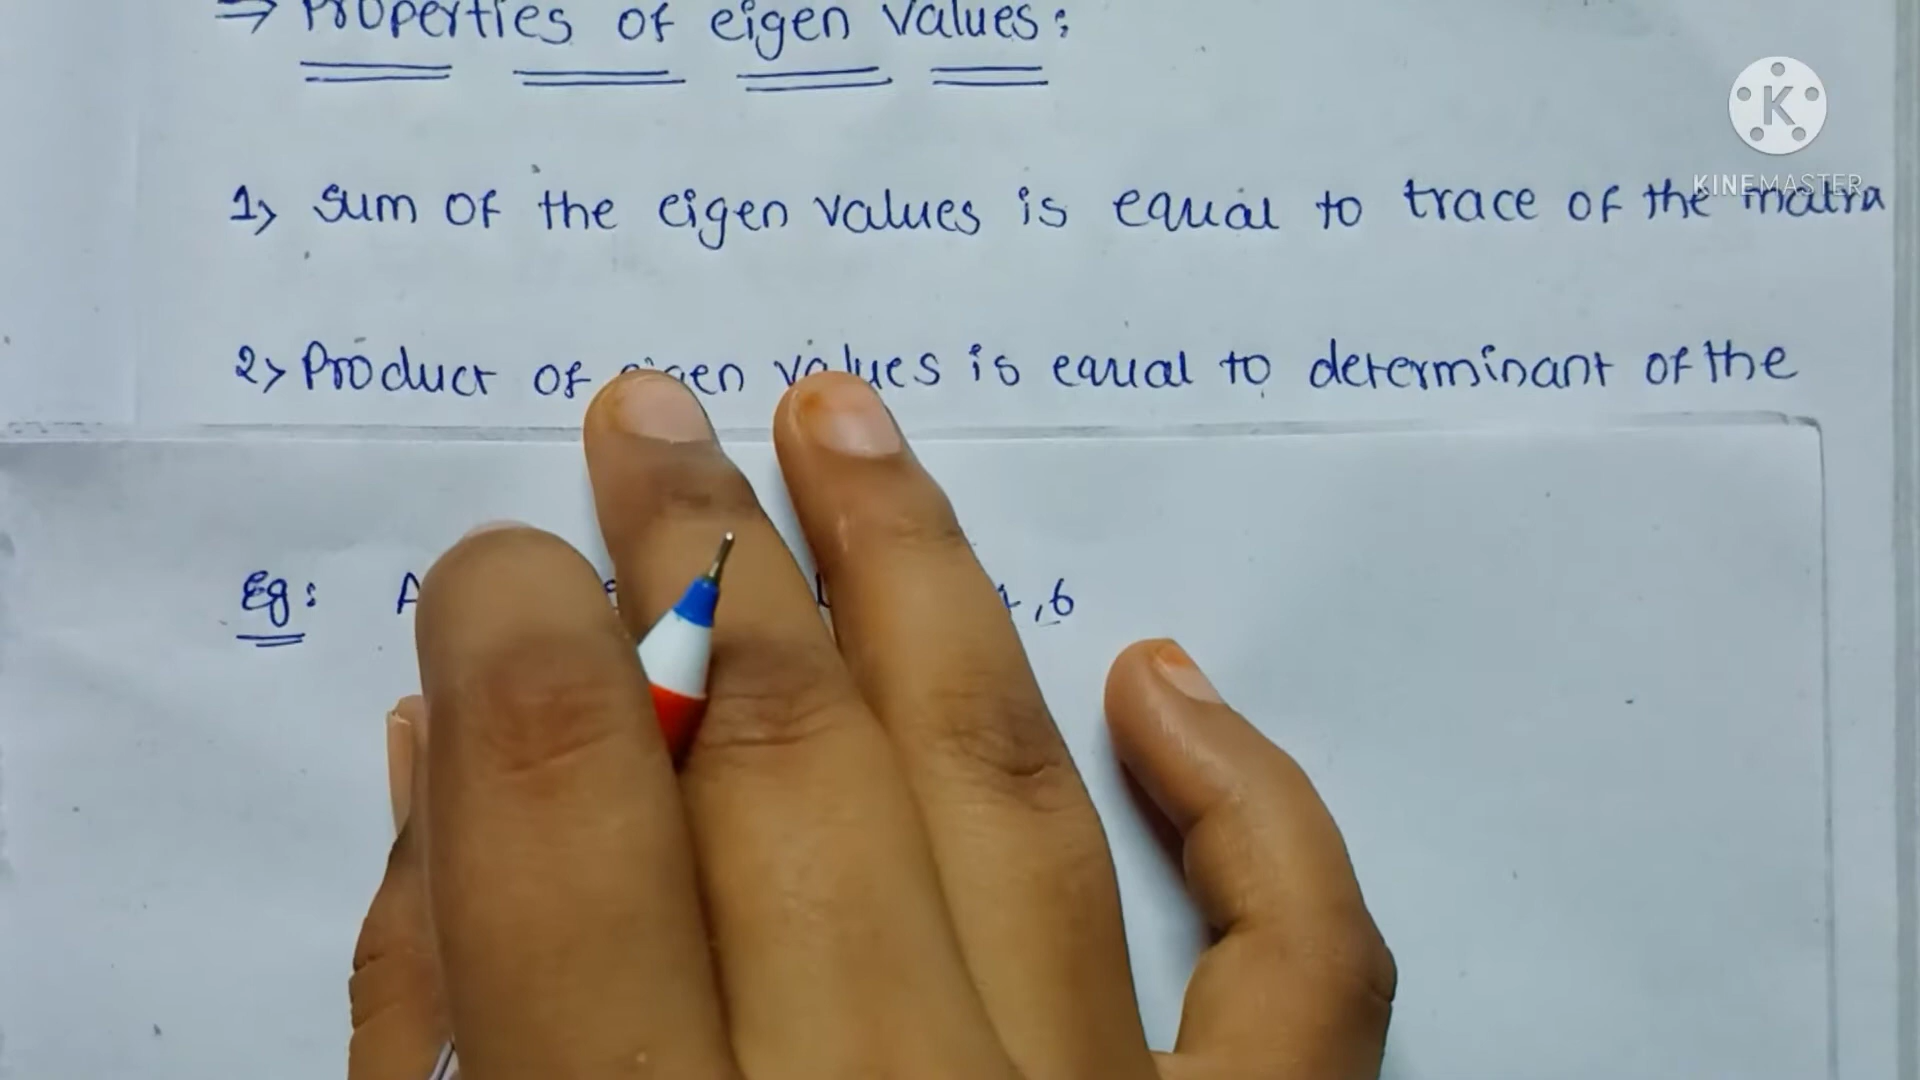 ⇒ Properties of eigen values:
K
KINEMASTER
1> Sum of the eigen values is equal to trace of the matrix
2> Product of eigen values is equal to determinant of the
Eg: A ,6